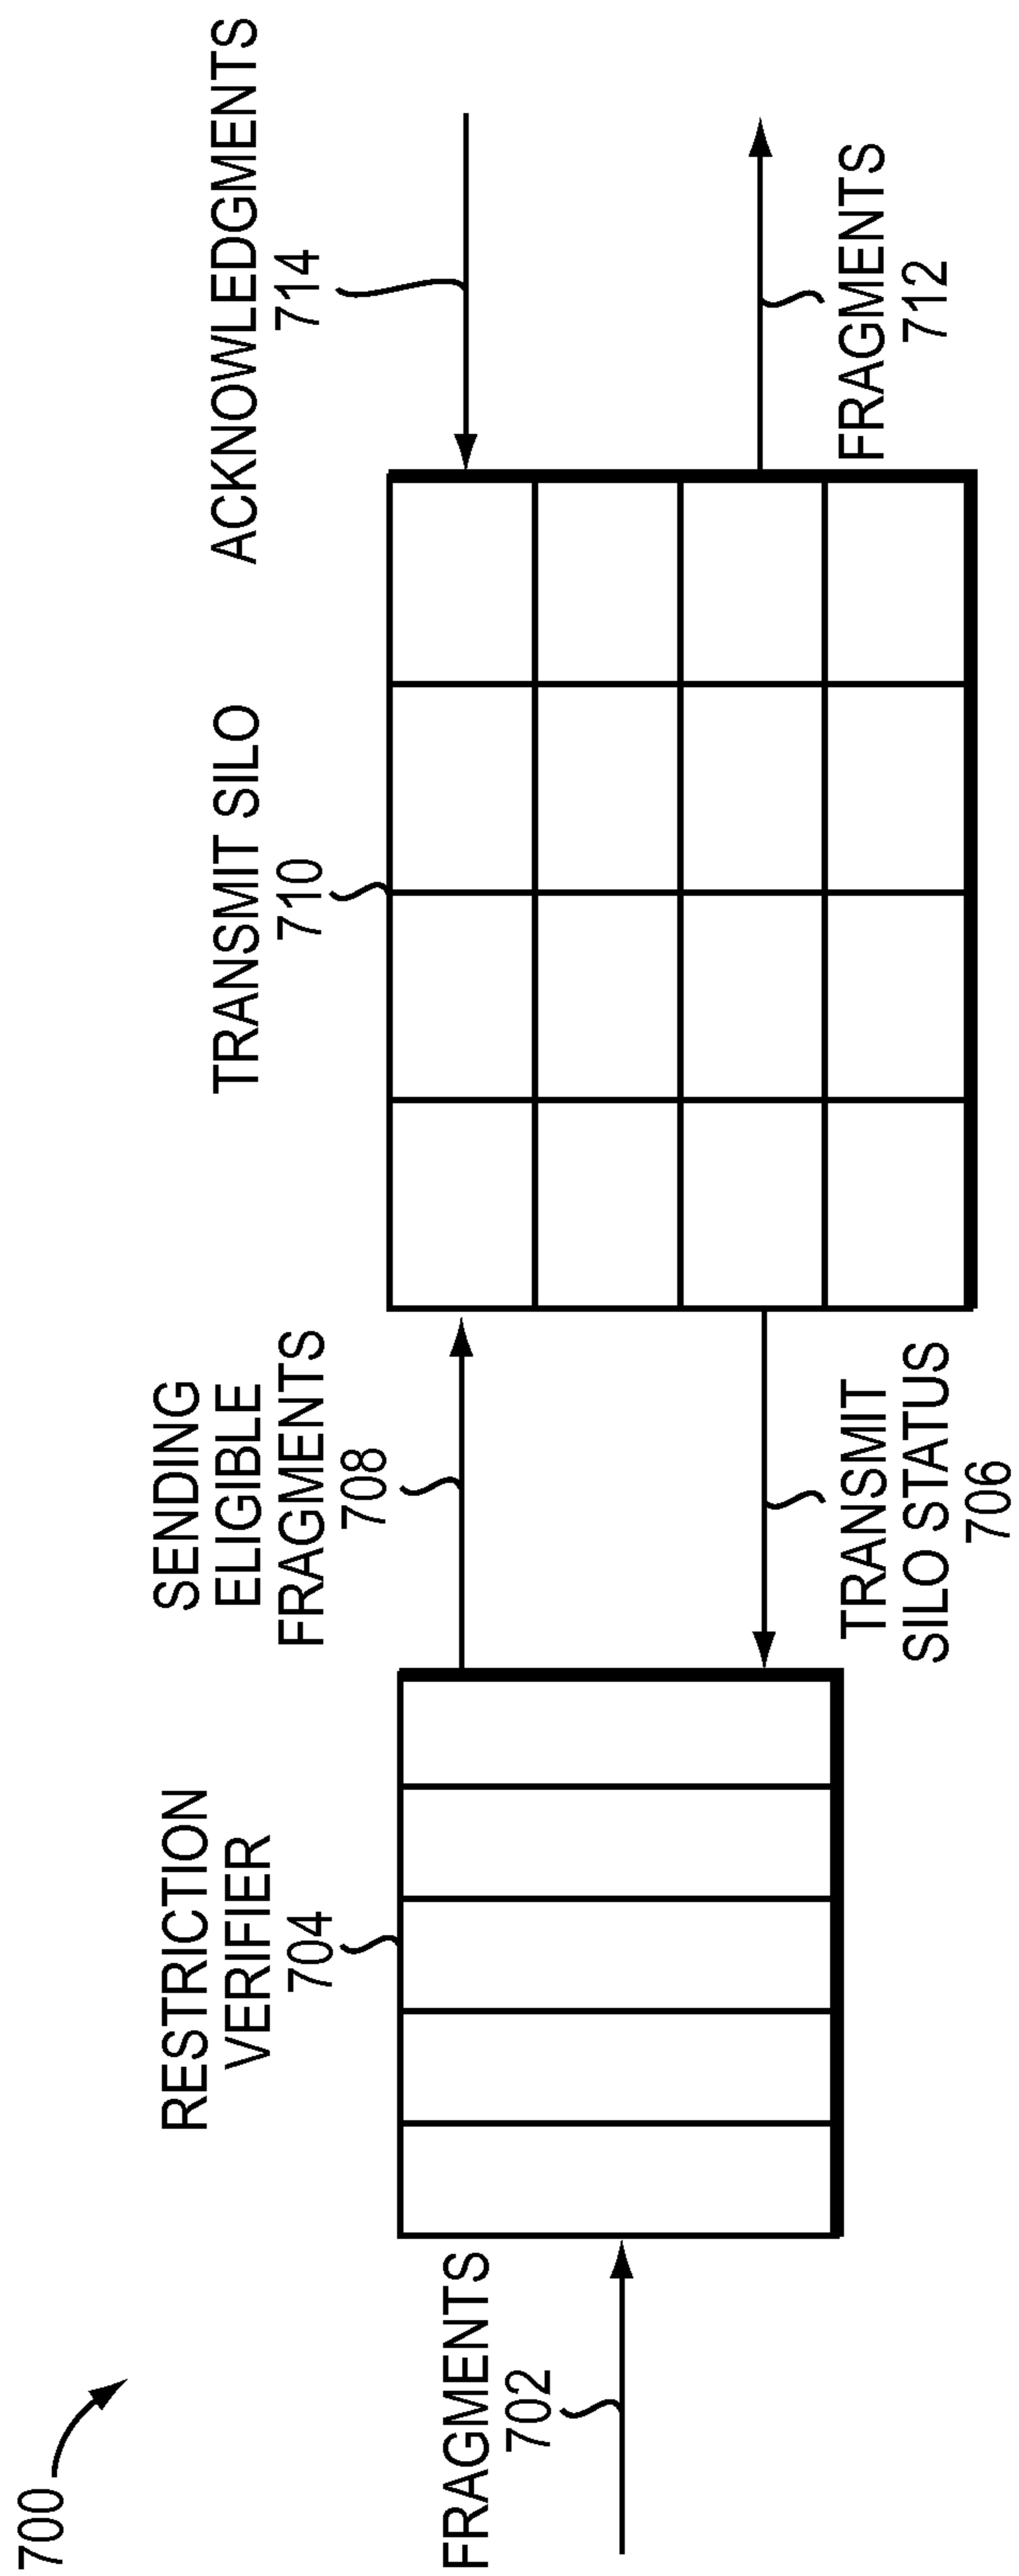 700
FRAGMENTS
702
RESTRICTION
VERIFIER
704
SENDING
ELIGIBLE
FRAGMENTS
708
TRANSMIT
SILO STATUS
706
TRANSMIT SILO
710
ACKNOWLEDGMENTS
714
FRAGMENTS
712